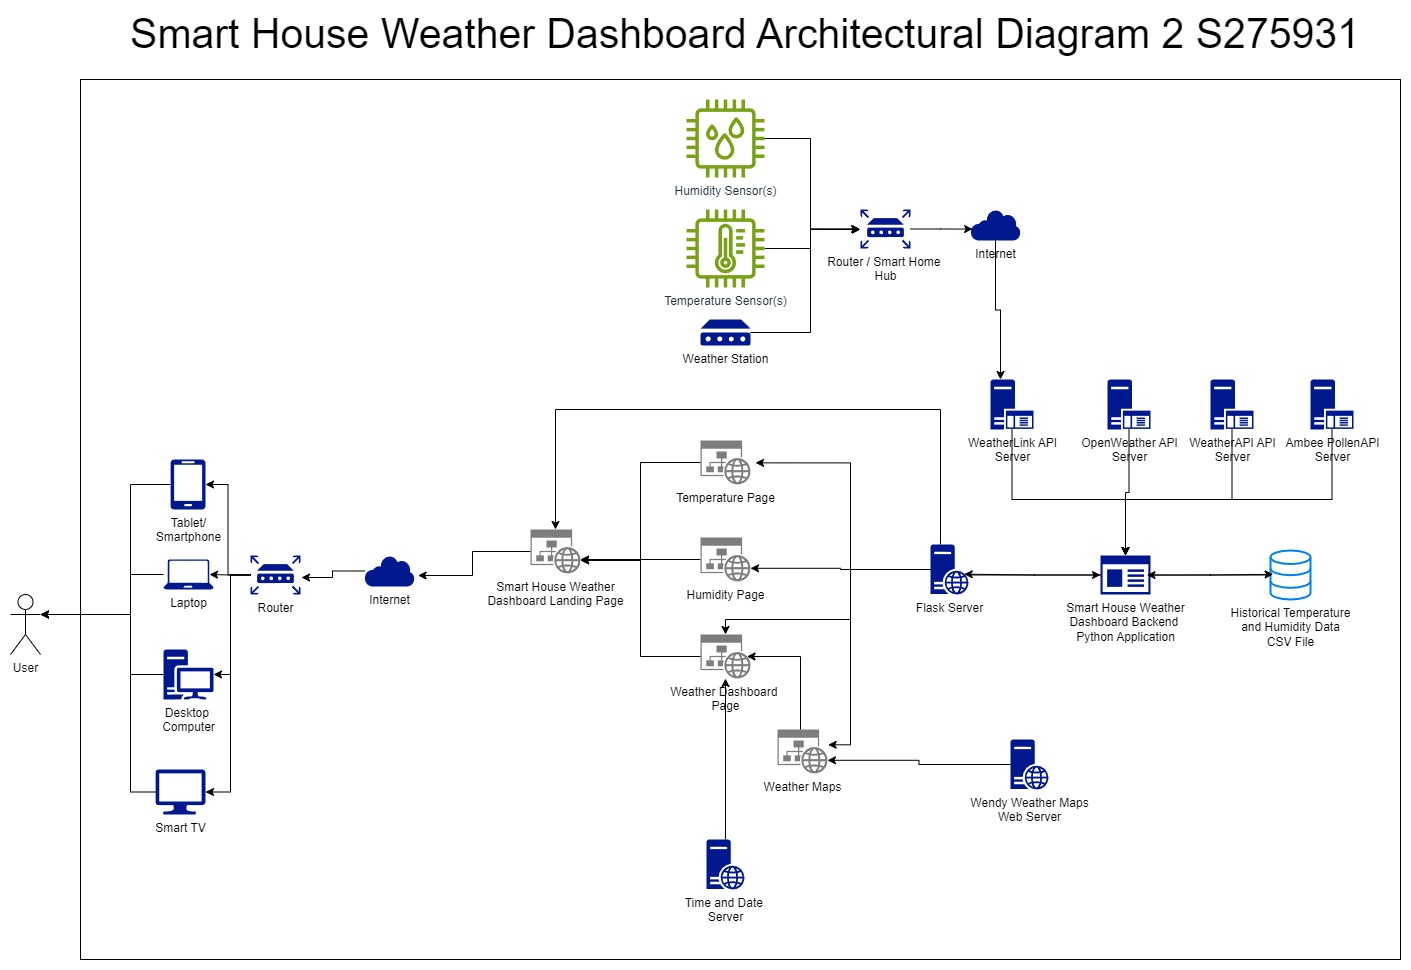 Smart House Weather Dashboard Architectural Diagram 2 S275931
Humidity Sensor(s)
Temperature Sensor(s)
Weather Station
Router / Smart Home
Hub
Internet
WeatherLink API
Server
OpenWeather API
Server
WeatherAPI API
Server
Ambee PollenAPI
Server
Temperature Page
Humidity Page
Weather Dashboard
Page
Weather Maps
Smart House Weather
Dashboard Landing Page
Flask Server
Smart House Weather
Dashboard Backend
Python Application
Historical Temperature
and Humidity Data
CSV File
Tablet/
Smartphone
Laptop
Router
Internet
User
Desktop
Computer
Smart TV
Wendy Weather Maps
Web Server
Time and Date
Server